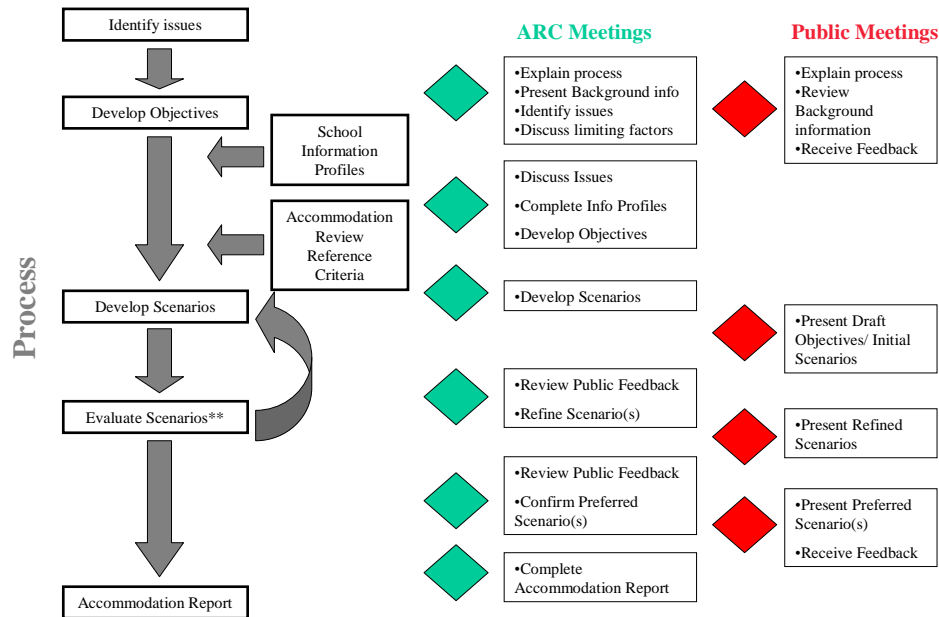 Process
Identify issues
Develop Objectives
School
Information
Profiles
Accommodation
Review
Reference
Criteria
Develop Scenarios
Evaluate Scenarios**
Accommodation Report
ARC Meetings
•Explain process
•Present Background info
•Identify issues
•Discuss limiting factors
•Discuss Issues
•Complete Info Profiles
•Develop Objectives
•Develop Scenarios
•Review Public Feedback
•Refine Scenario(s)
•Review Public Feedback
•Confirm Preferred
Scenario(s)
•Complete
Accommodation Report
Public Meetings
•Explain process
•Review
Background
information
•Receive Feedback
•Present Draft
Objectives/ Initial
Scenarios
•Present Refined
Scenarios
•Present Preferred
Scenario(s)
•Receive Feedback